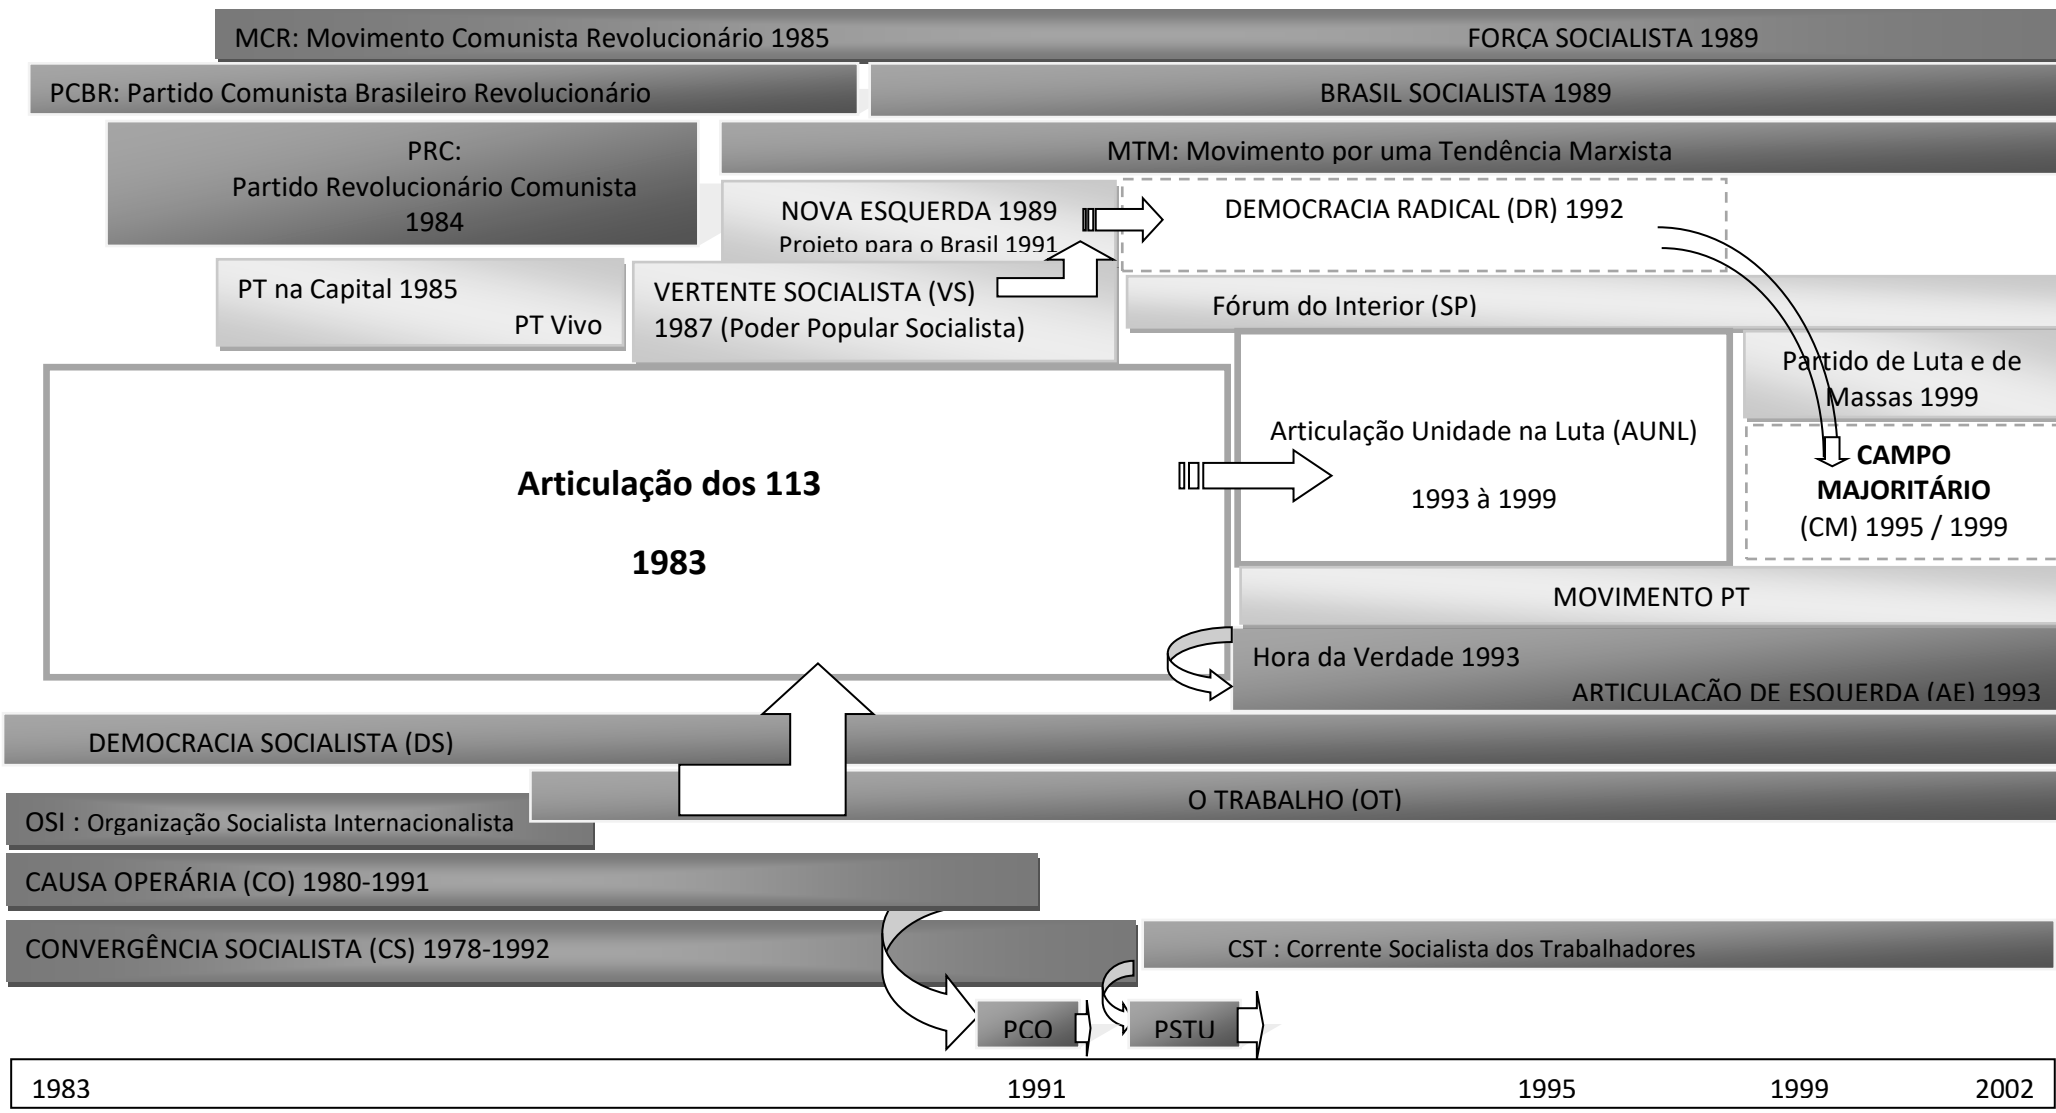 MCR: Movimento Comunista Revolucionário 1985
FORÇA SOCIALISTA 1989
PCBR: Partido Comunista Brasileiro Revolucionário
BRASIL SOCIALISTA 1989
PRC:
Partido Revolucionário Comunista
1984
MTM: Movimento por uma Tendência Marxista
NOVA ESQUERDA 1989
Projeto para o Brasil 1991
DEMOCRACIA RADICAL (DR) 1992
PT na Capital 1985
PT Vivo
VERTENTE SOCIALISTA (VS)
1987 (Poder Popular Socialista)
Fórum do Interior (SP)
Partido de Luta e de
Massas 1999
Articulação dos 113
1983
Articulação Unidade na Luta (AUNL)
1993 à 1999
CAMPO
MAJORITÁRIO
(CM) 1995 / 1999
MOVIMENTO PT
Hora da Verdade 1993
ARTICULAÇÃO DE ESQUERDA (AE) 1993
DEMOCRACIA SOCIALISTA (DS)
O TRABALHO (OT)
OSI : Organização Socialista Internacionalista
CAUSA OPERÁRIA (CO) 1980-1991
CONVERGÊNCIA SOCIALISTA (CS) 1978-1992
CST : Corrente Socialista dos Trabalhadores
PCO
PSTU
1983
1991
1995
1999
2002